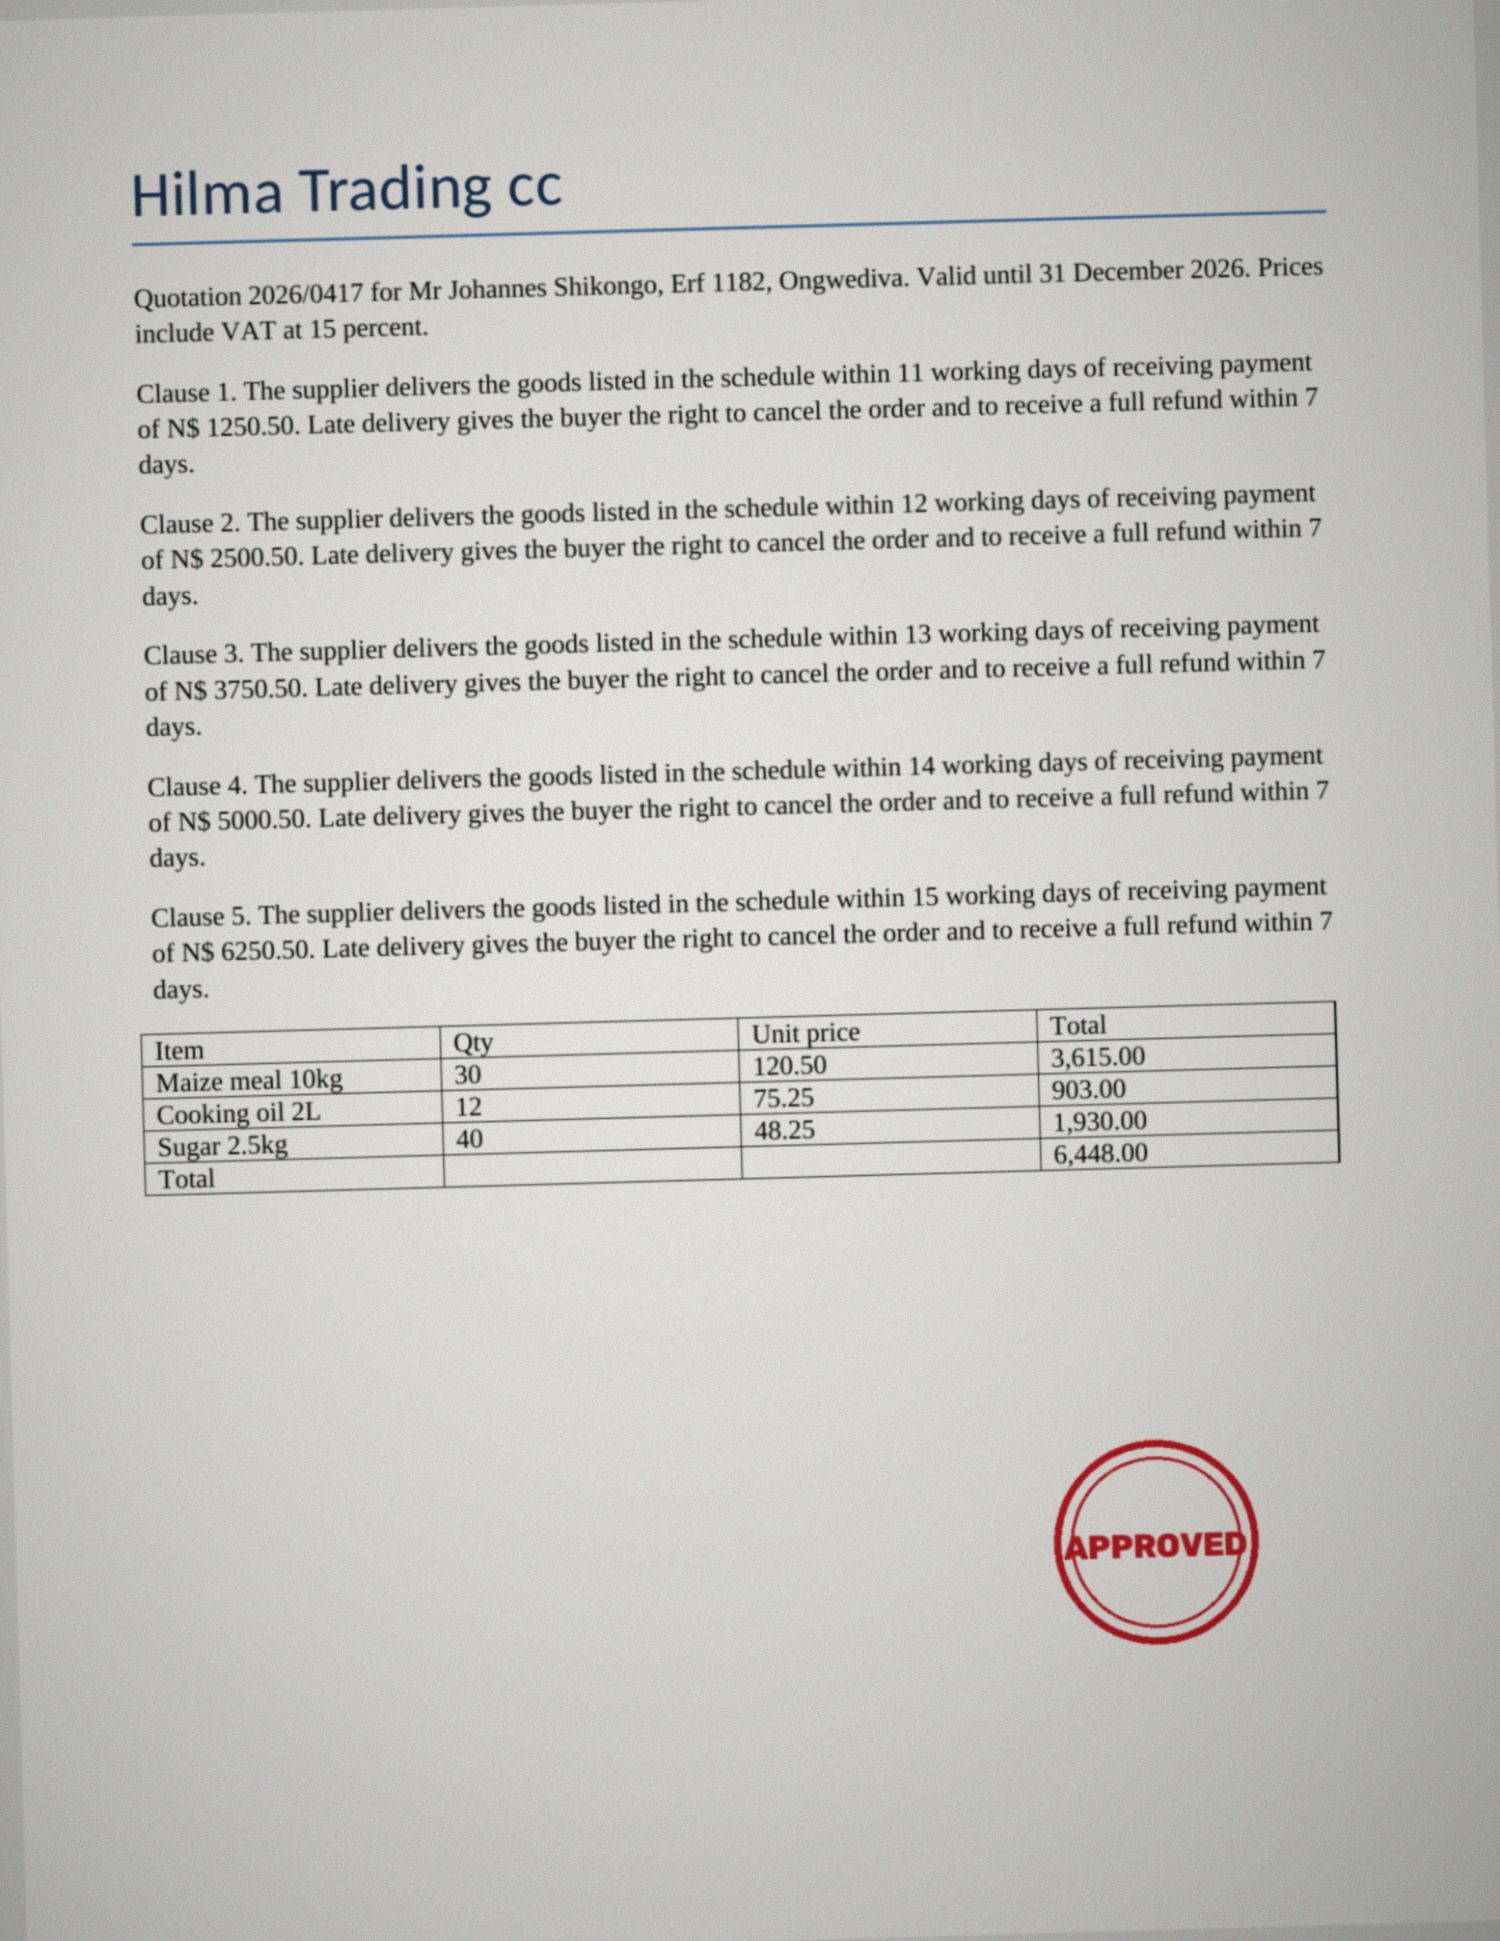 Hilma Trading cc
Quotation 2026/0417 for Mr Johannes Shikongo, Erf 1182, Ongwediva. Valid until 31 December 2026. Prices
include VAT at 15 percent.
Clause 1. The supplier delivers the goods listed in the schedule within 11 working days of receiving payment
of N$ 1250.50. Late delivery gives the buyer the right to cancel the order and to receive a full refund within 7
days.
Clause 2. The supplier delivers the goods listed in the schedule within 12 working days of receiving payment
of N$ 2500.50. Late delivery gives the buyer the right to cancel the order and to receive a full refund within 7
days.
Clause 3. The supplier delivers the goods listed in the schedule within 13 working days of receiving payment
of N$ 3750.50. Late delivery gives the buyer the right to cancel the order and to receive a full refund within 7
days.
Clause 4. The supplier delivers the goods listed in the schedule within 14 working days of receiving payment
of N$ 5000.50. Late delivery gives the buyer the right to cancel the order and to receive a full refund within 7
days.
Clause 5. The supplier delivers the goods listed in the schedule within 15 working days of receiving payment
of N$ 6250.50. Late delivery gives the buyer the right to cancel the order and to receive a full refund within 7
days.
Item Qty Unit price Total
Maize meal 10kg 30 120.50 3,615.00
Cooking oil 2L 12 75.25 903.00
Sugar 2.5kg 40 48.25 1,930.00
Total 6,448.00
APPROVED